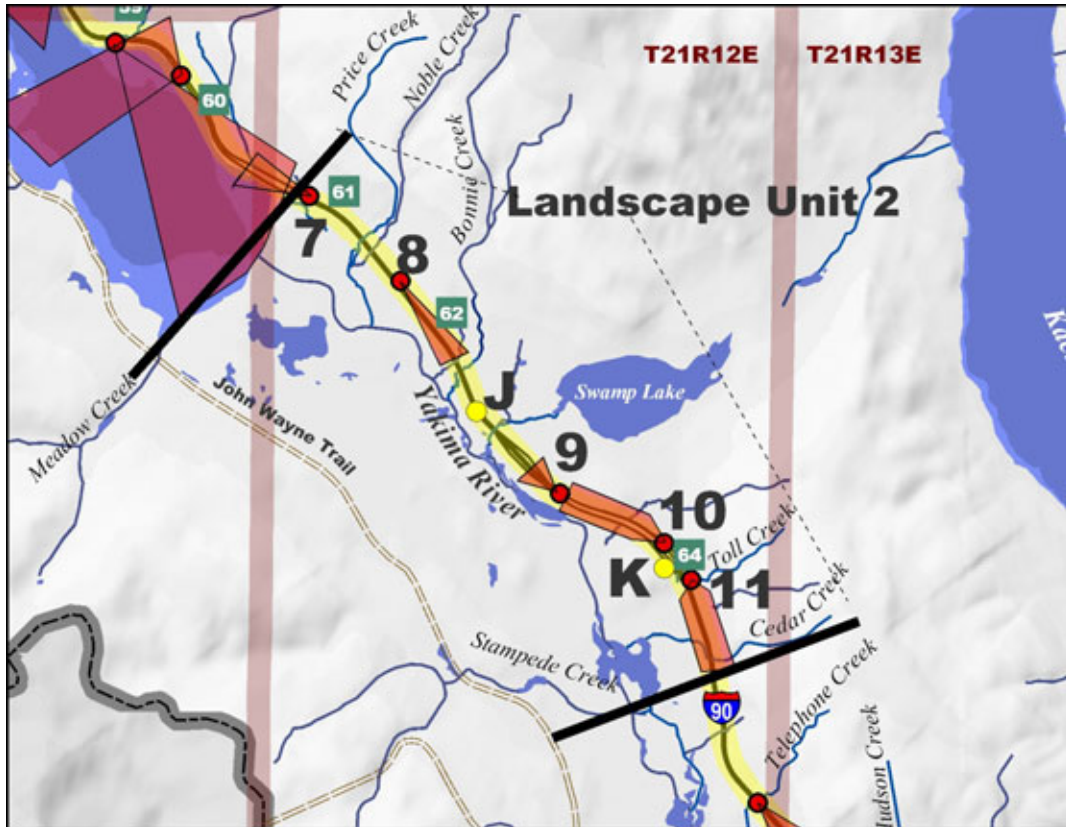 59
60
Price Creek
Noble Creek
Bonnie Creek
T21R12E
T21R13E
61
7
Landscape Unit 2
8
62
Meadow Creek
John Wayne Trail
Yakima River
J
Swamp Lake
9
10
64
K
Toll Creek
11
Cedar Creek
Stampede Creek
90
Telephone Creek